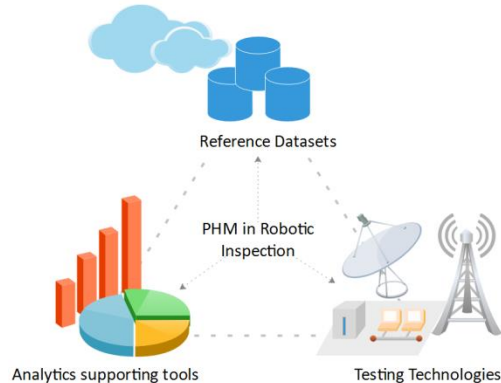 Reference Datasets
PHM in Robotic
Inspection
Analytics supporting tools
Testing Technologies